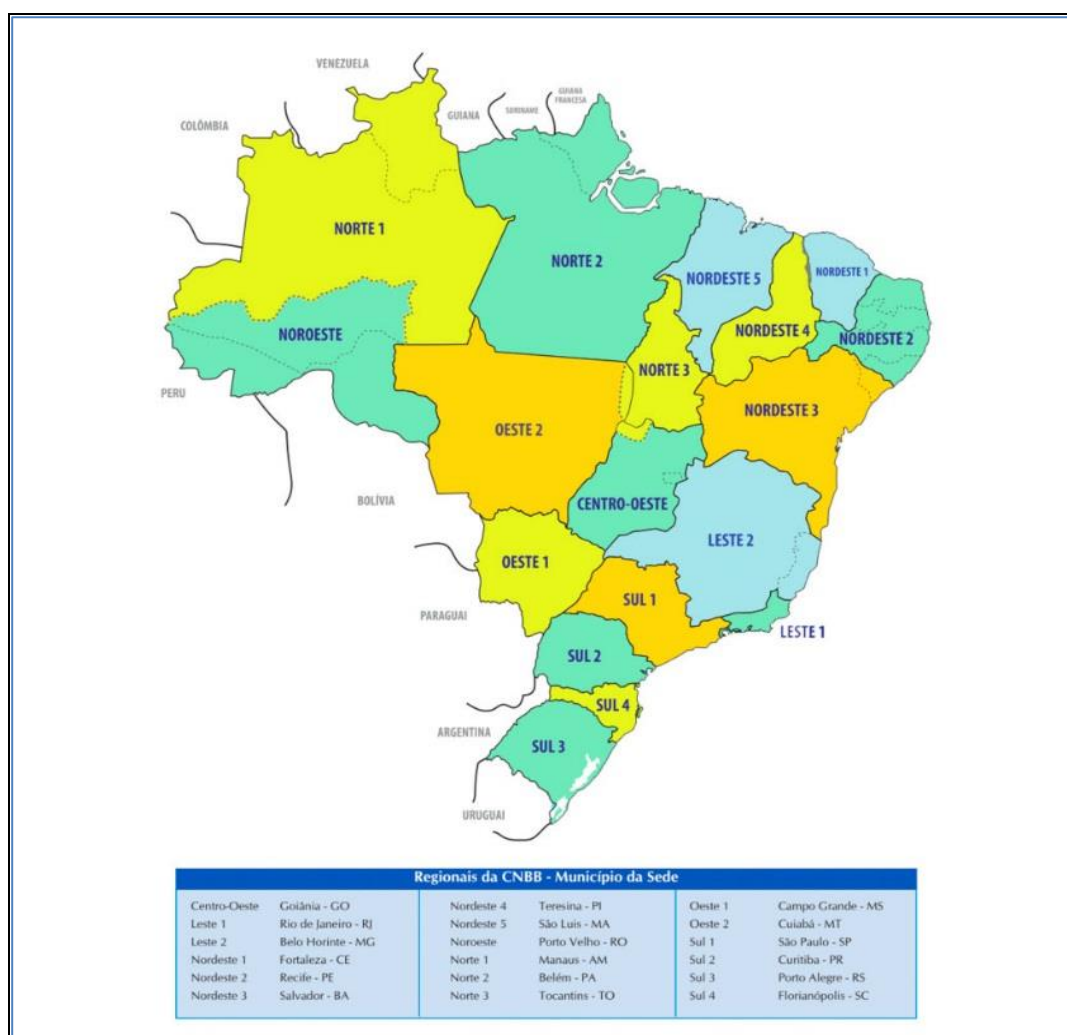 VENEZUELA
GUIANA
FRANCESA
SURINAME
GUIANA
COLÔMBIA
NORTE 1
NORTE 2
NORDESTE 5
NORDESTE 1
NOROESTE
NORDESTE 4
NORDESTE 2
NORTE 3
PERU
NORDESTE 3
OESTE 2
BOLÍVIA
CENTRO-OESTE
LESTE 2
OESTE 1
SUL 1
PARAGUAI
LESTE 1
SUL 2
SUL 4
ARGENTINA
SUL 3
URUGUAI
Regionais da CNBB - Município da Sede
Centro-Oeste Goiânia - GO
Leste 1 Rio de Janeiro - RJ
Leste 2 Belo Horinte - MG
Nordeste 1 Fortaleza - CE
Nordeste 2 Recife - PE
Nordeste 3 Salvador - BA
Nordeste 4 Teresina - PI
Nordeste 5 São Luis - MA
Noroeste Porto Velho - RO
Norte 1 Manaus - AM
Norte 2 Belém - PA
Norte 3 Tocantins - TO
Oeste 1 Campo Grande - MS
Oeste 2 Cuiabá - MT
Sul 1 São Paulo - SP
Sul 2 Curitiba - PR
Sul 3 Porto Alegre - RS
Sul 4 Florianópolis - SC